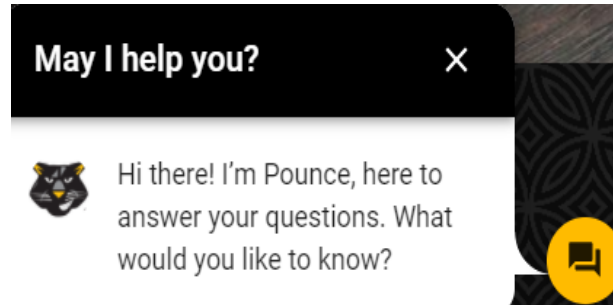 May I help you?
Hi there! I’m Pounce, here to
answer your questions. What
would you like to know?